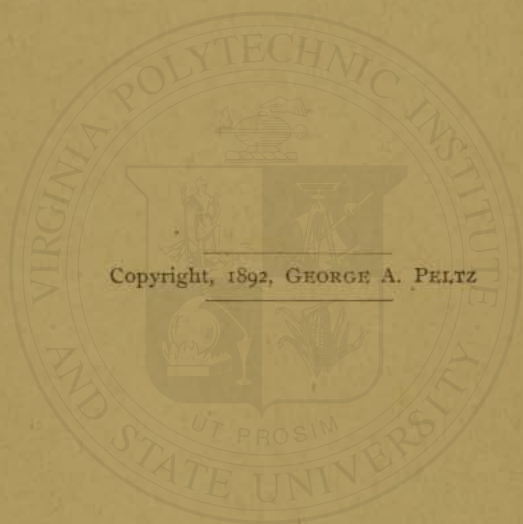 VIRGINIA POLYTECHNIC INSTITUTE
AND STATE UNIVERSITY
Copyright, 1892, GEORGE A. PELTZ
UT PROSIM